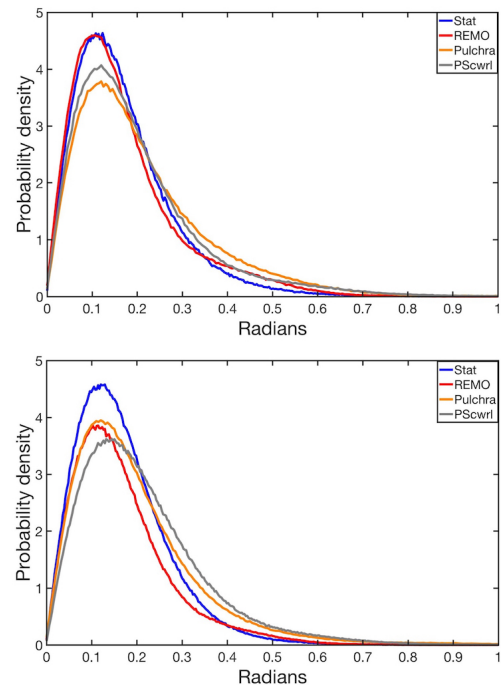 5
4
3
2
1
0
Probability density
Stat
REMO
Pulchra
PScwrl
0 0.1 0.2 0.3 0.4 0.5 0.6 0.7 0.8 0.9 1
Radians
5
4
3
2
1
0
Probability density
Stat
REMO
Pulchra
PScwrl
0 0.1 0.2 0.3 0.4 0.5 0.6 0.7 0.8 0.9 1
Radians